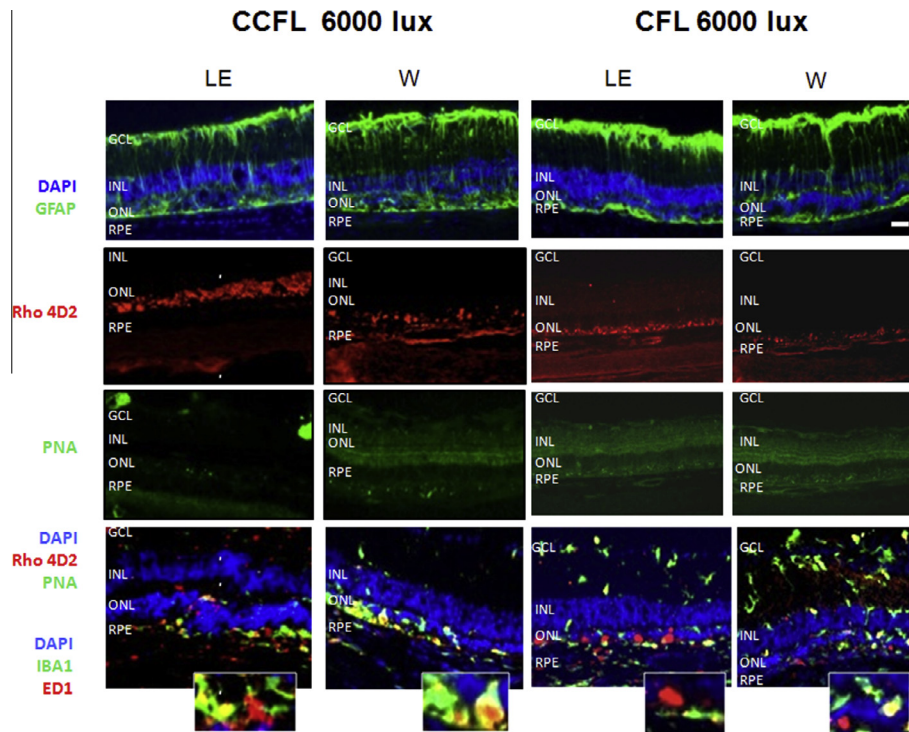 CCFL 6000 lux CFL 6000 lux
LE W LE W
DAPI
GFAP
GCL INL ONL RPE
GCL INL ONL RPE
GCL INL ONL RPE
GCL INL ONL RPE
Rho 4D2
INL ONL RPE
GCL INL ONL RPE
GCL INL ONL RPE
GCL INL ONL RPE
PNA
GCL INL ONL RPE
GCL INL ONL RPE
GCL INL ONL RPE
GCL INL ONL RPE
DAPI
Rho 4D2
PNA
DAPI
IBA1
ED1
GCL INL ONL RPE
GCL INL ONL RPE
GCL INL ONL RPE
GCL INL ONL RPE